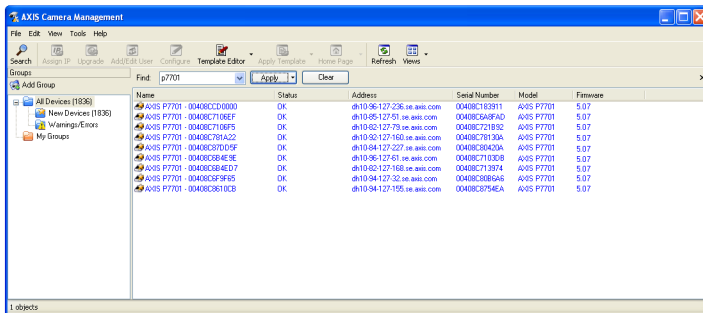 AXIS Camera Management
File Edit View Tools Help
Search Assign IP Upgrade Add/Edit User Configure Template Editor Apply Template Home Page Refresh Views
Groups
Add Group
All Devices (1836)
New Devices (1836)
Warnings/Errors
My Groups
Find: p7701 Apply Clear x
Name Status Address Serial Number Model Firmware
AXIS P7701 - 00408CCD0000 OK dh10-96-127-236.se.axis.com 00408C183911 AXIS P7701 5.07
AXIS P7701 - 00408C7106EF OK dh10-85-127-51.se.axis.com 00408C6A8FAD AXIS P7701 5.07
AXIS P7701 - 00408C7106F5 OK dh10-82-127-79.se.axis.com 00408C721B92 AXIS P7701 5.07
AXIS P7701 - 00408C781A22 OK dh10-92-127-160.se.axis.com 00408C78130A AXIS P7701 5.07
AXIS P7701 - 00408C87DD5F OK dh10-84-127-227.se.axis.com 00408C80420A AXIS P7701 5.07
AXIS P7701 - 00408C6B4E9E OK dh10-96-127-61.se.axis.com 00408C7103DB AXIS P7701 5.07
AXIS P7701 - 00408C6B4ED7 OK dh10-82-127-168.se.axis.com 00408C713974 AXIS P7701 5.07
AXIS P7701 - 00408C6F9F65 OK dh10-94-127-32.se.axis.com 00408C80B6A6 AXIS P7701 5.07
AXIS P7701 - 00408C8610CB OK dh10-94-127-155.se.axis.com 00408C8754EA AXIS P7701 5.07
1 objects